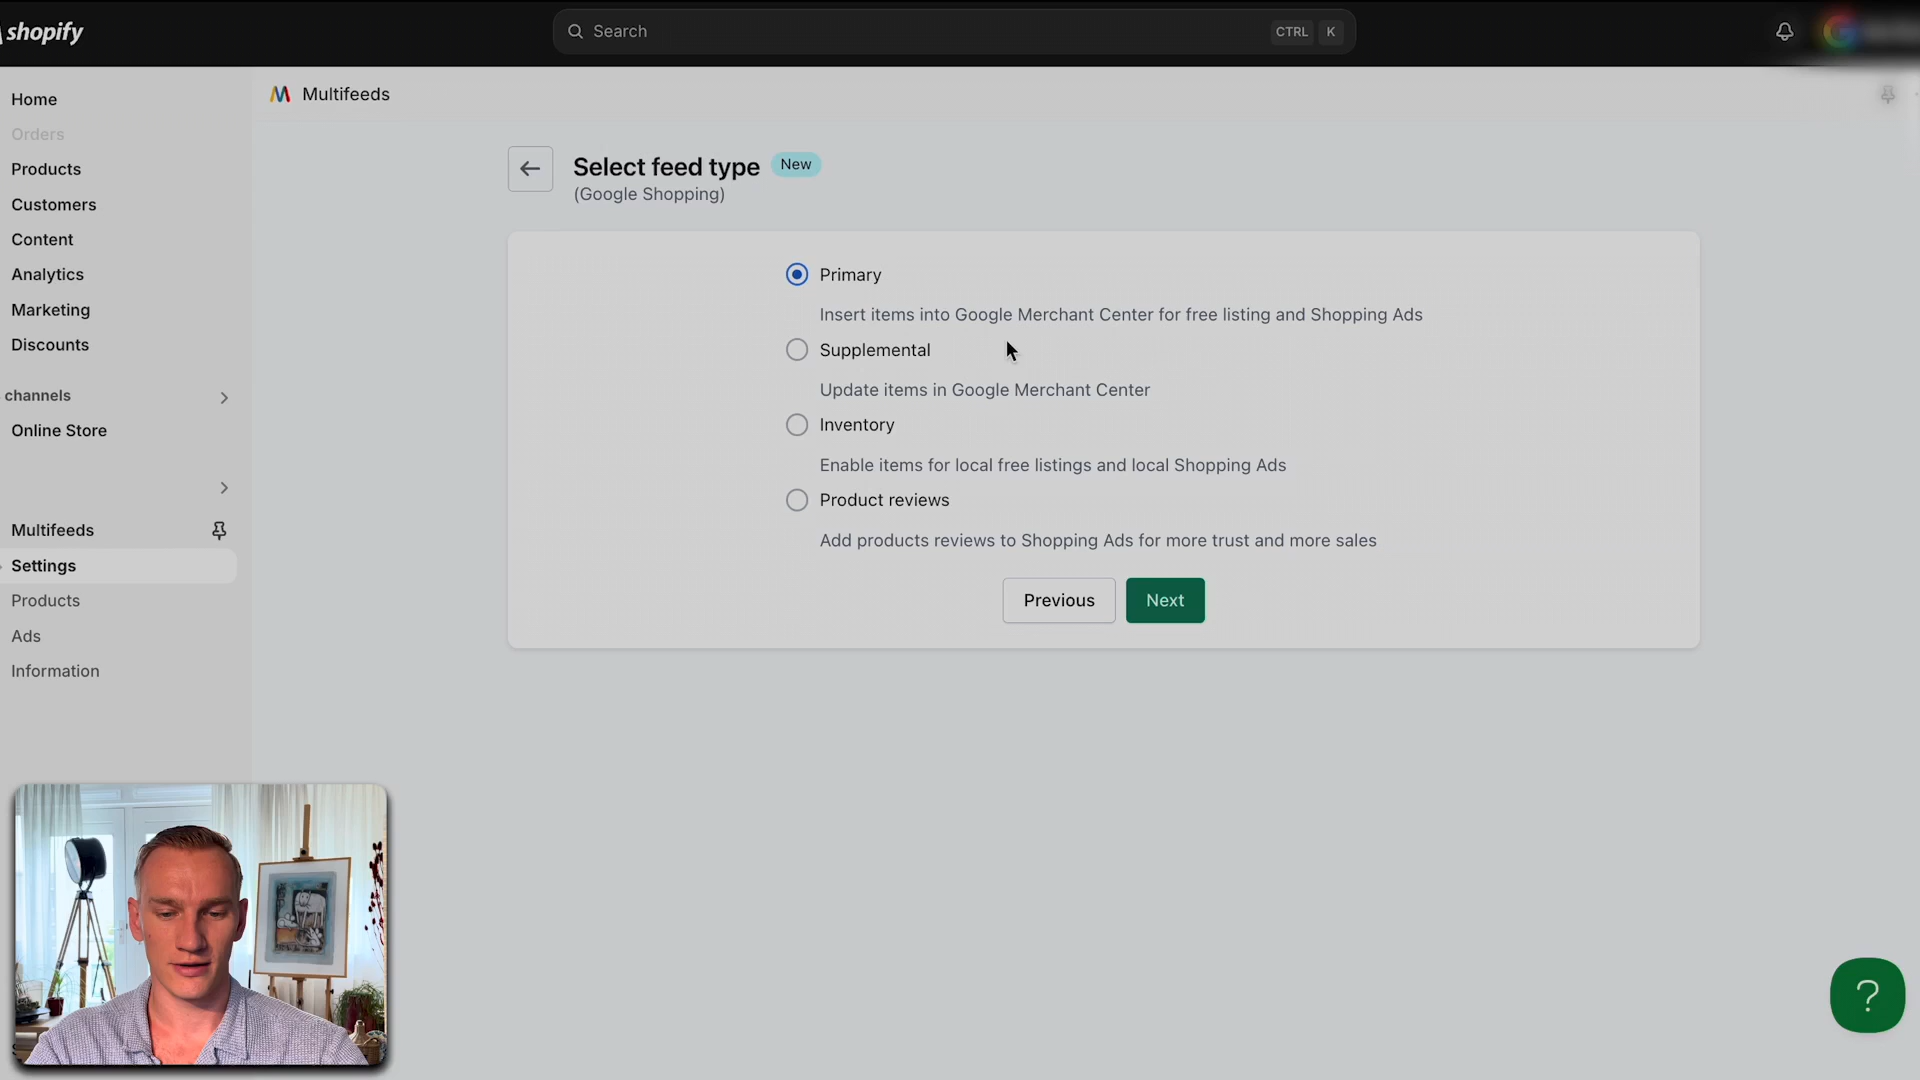 shopify
Search
CTRL K
Home
Orders
Products
Customers
Content
Analytics
Marketing
Discounts
channels
Online Store
Multifeeds
Settings
Products
Ads
Information
Multifeeds
Select feed type New
(Google Shopping)
Primary
Insert items into Google Merchant Center for free listing and Shopping Ads
Supplemental
Update items in Google Merchant Center
Inventory
Enable items for local free listings and local Shopping Ads
Product reviews
Add products reviews to Shopping Ads for more trust and more sales
Previous
Next
?